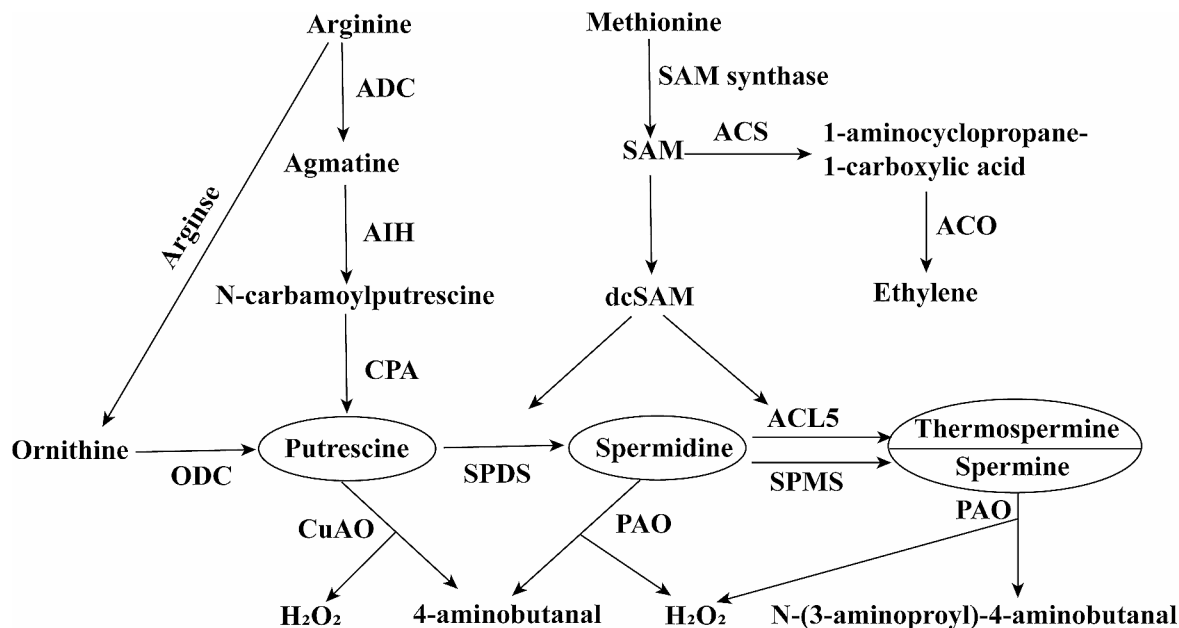 Arginine
Methionine
ADC
SAM synthase
Agmatine
SAM
ACS
1-aminocyclopropane-
1-carboxylic acid
Arginse
AIH
ACO
N-carbamoylputrescine
dcSAM
Ethylene
CPA
Ornithine
ODC
Putrescine
SPDS
Spermidine
ACL5
SPMS
Thermospermine
Spermine
CuAO
PAO
PAO
H₂O₂
4-aminobutanal
H₂O₂
N-(3-aminoproyl)-4-aminobutanal